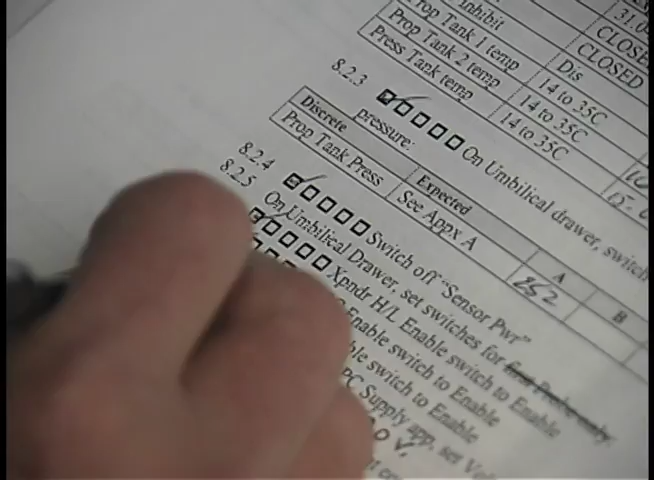 nhibit
31.0
Prop Tank 1 temp Dis CLOSED
Prop Tank 2 temp 14 to 35C CLOSED
Press Tank temp 14 to 35C
14 to 35C
8.2.3 On Umbilical drawer, switch
pressure:
Discrete Expected A B
Prop Tank Press See Appx A 252
8.2.4 Switch off "Sensor Pwr"
8.2.5 On Umbilical Drawer, set switches for
Xpndr H/L Enable switch to Enable
Enable switch to Enable
ble switch to Enable
PC Supply app. set